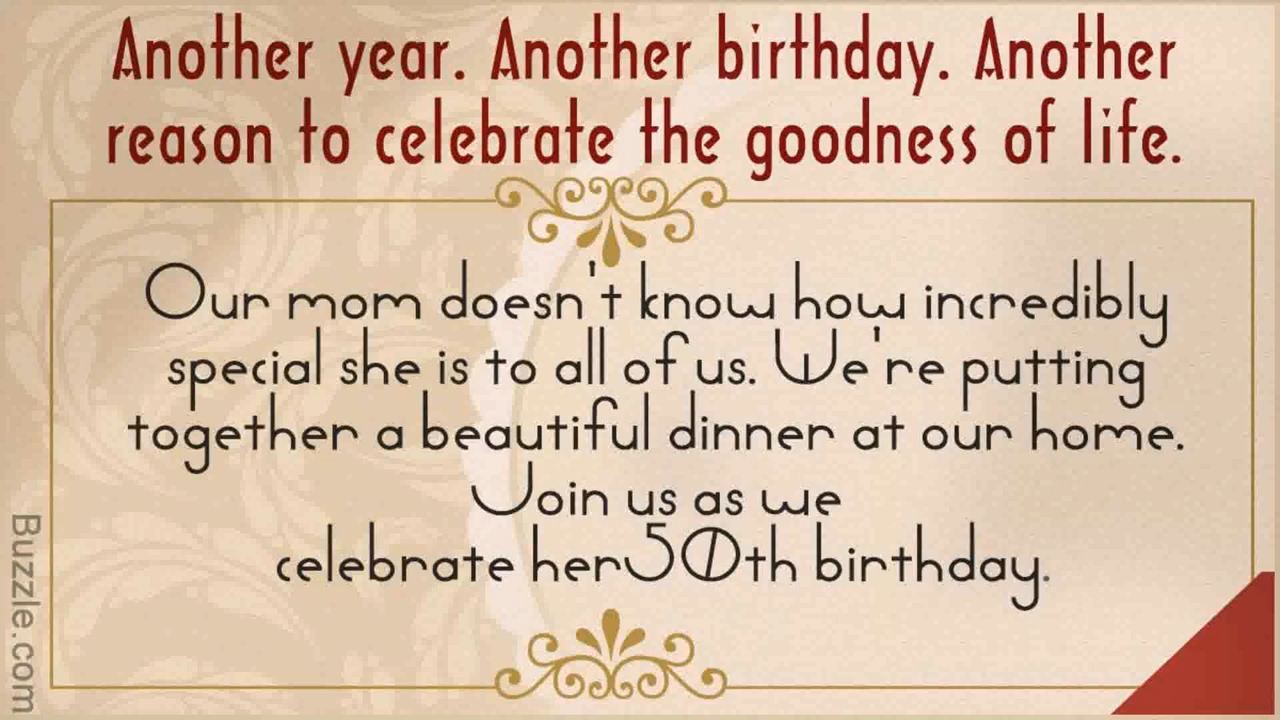 Another year. Another birthday. Another
reason to celebrate the goodness of life.
Our mom doesn't know how incredibly
special she is to all of us. We're putting
together a beautiful dinner at our home.
Join us as we
celebrate her50th birthday.
Buzzle.com